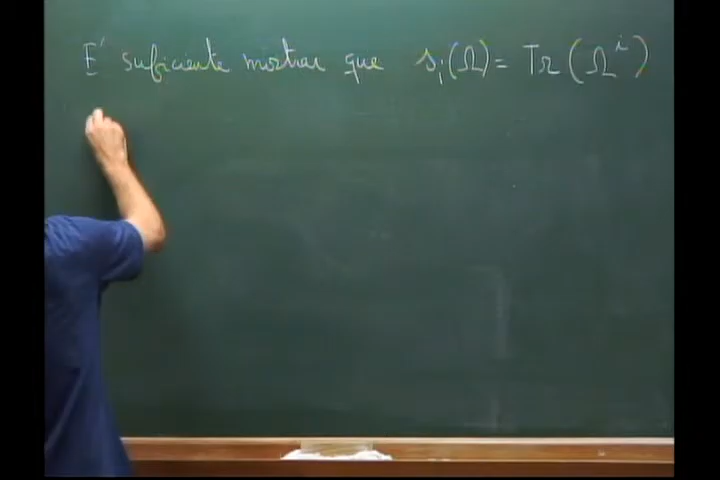 E' suficiente mostrar que s_i(Ω) = Tr(Ω^i)